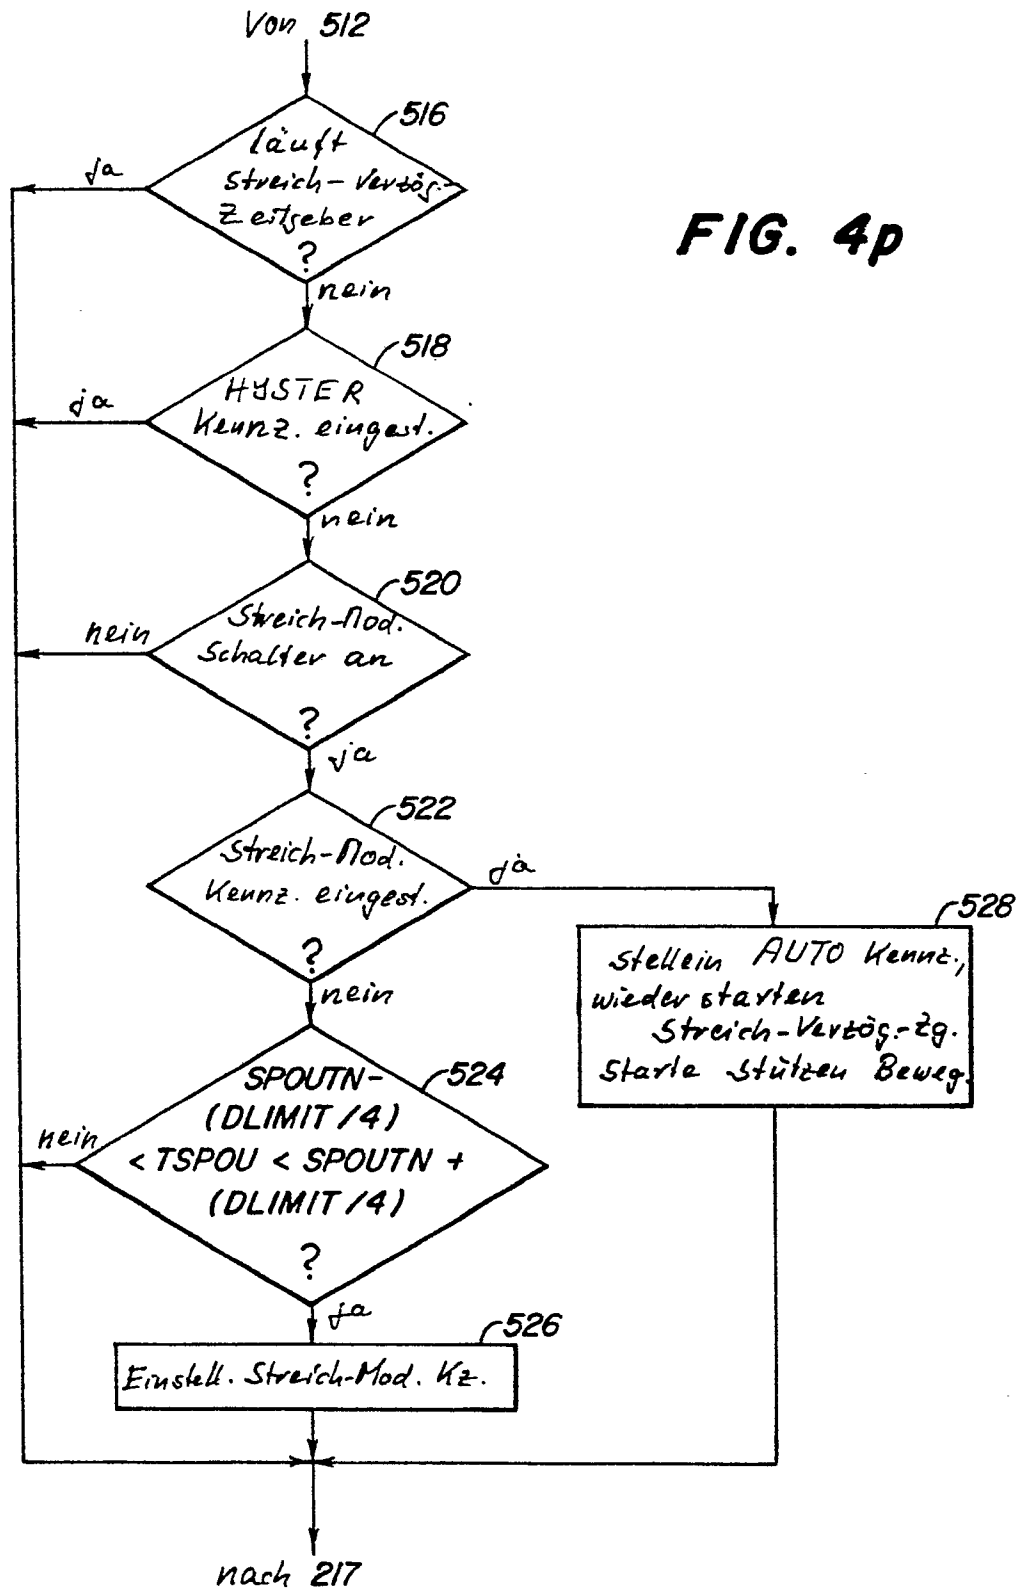 Von 512
516
läuft
ja
Streich-Verzög.-
Zeitgeber
?
FIG. 4p
nein
518
HYSTER
ja
Kennz. eingest.
?
nein
520
Streich-Mod.
nein
Schalter an
?
ja
522
Streich-Mod.
ja
Kennz. eingest.
528
?
nein
Stell ein AUTO Kennz.,
wieder starten
Streich-Verzög.-Zg.
Starte Stützen Beweg.
SPOUTN-
524
(DLIMIT/4)
nein
< TSPOU < SPOUTN +
(DLIMIT/4)
?
ja
526
Einstell. Streich-Mod. Kz.
nach 217